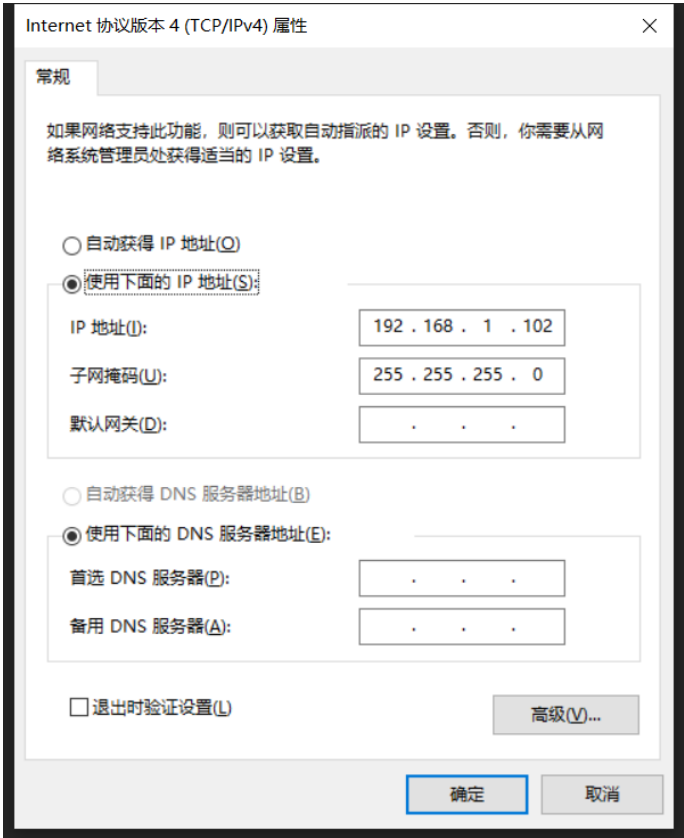 Internet 协议版本 4 (TCP/IPv4) 属性
常规
如果网络支持此功能，则可以获取自动指派的 IP 设置。否则，你需要从网
络系统管理员处获得适当的 IP 设置。
自动获得 IP 地址(O)
使用下面的 IP 地址(S):
IP 地址(I): 192 . 168 . 1 . 102
子网掩码(U): 255 . 255 . 255 . 0
默认网关(D): . . .
自动获得 DNS 服务器地址(B)
使用下面的 DNS 服务器地址(E):
首选 DNS 服务器(P): . . .
备用 DNS 服务器(A): . . .
退出时验证设置(L)
高级(V)...
确定 取消